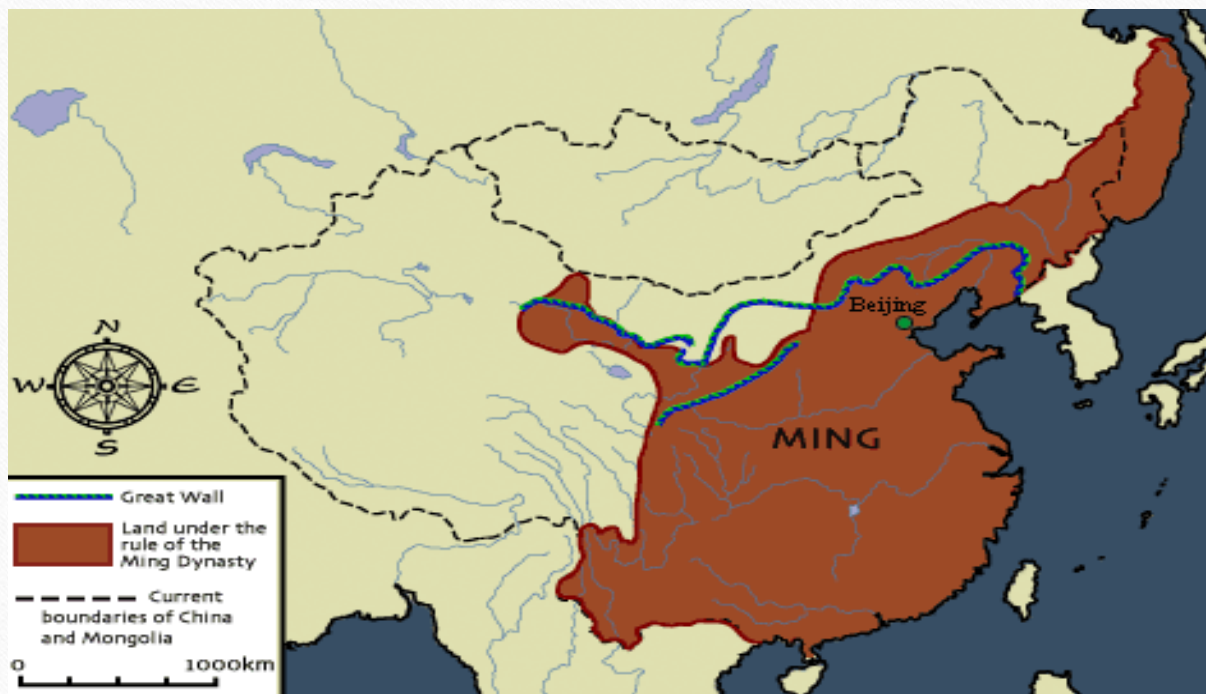 Beijing
MING
N
W
E
S
Great Wall
Land under the
rule of the
Ming Dynasty
Current
boundaries of China
and Mongolia
0
1000km